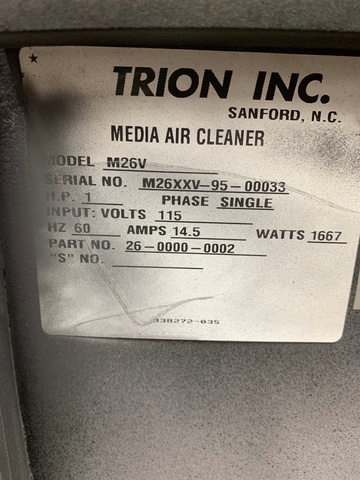 TRION INC.
SANFORD, N.C.
MEDIA AIR CLEANER
MODEL M26V
SERIAL NO. M26XXV-95-00033
H.P. 1 PHASE SINGLE
INPUT: VOLTS 115
HZ 60 AMPS 14.5 WATTS 1667
PART NO. 26-0000-0002
"S" NO.
338272-035